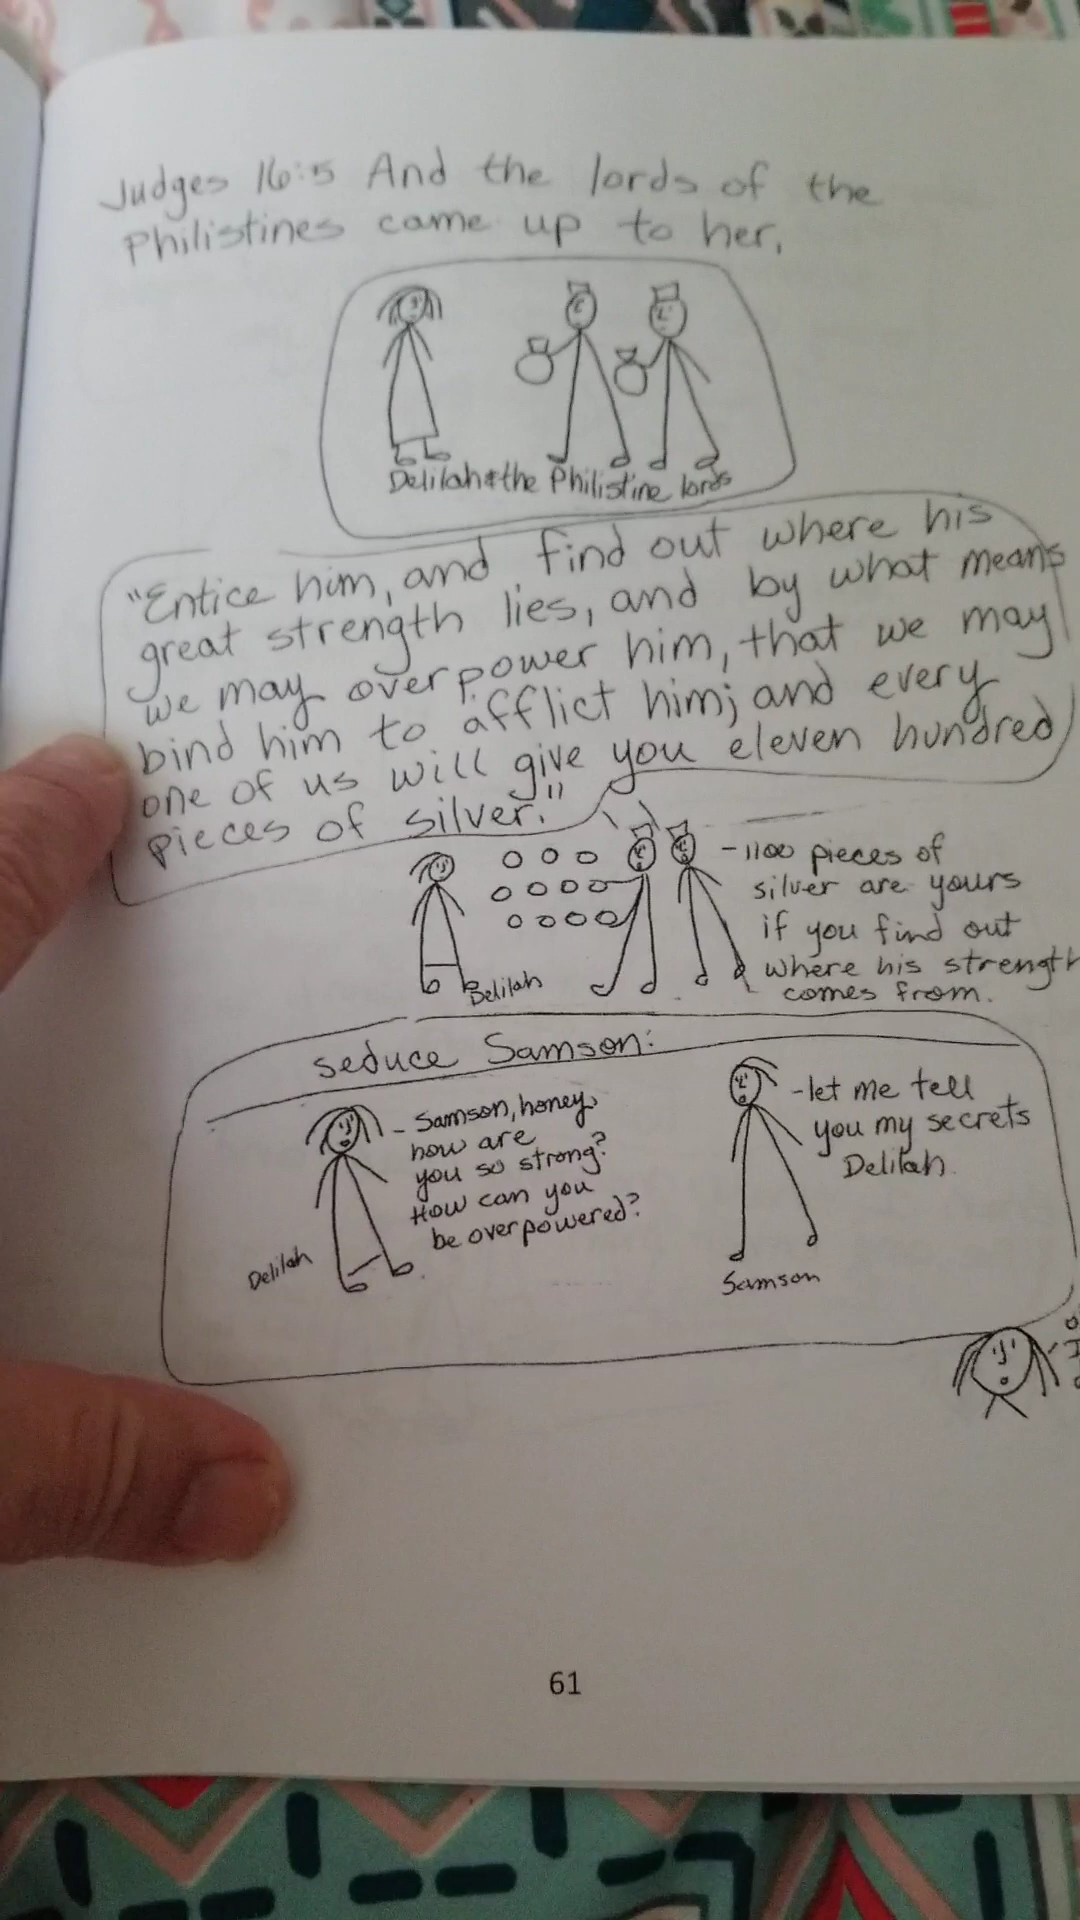 Judges 16:5 And the lords of the
Philistines came up to her,
Delilah & the Philistine lords
"Entice him, and find out where his
great strength lies, and by what means
we may overpower him, that we may
bind him to afflict him; and every
one of us will give you eleven hundred
pieces of silver."
-1100 pieces of
silver are yours
if you find out
where his strength
comes from.
Delilah
seduce Samson:
- Samson, honey,
how are
you so strong?
How can you
be overpowered?
Delilah
-let me tell
you my secrets
Delilah.
Samson
61